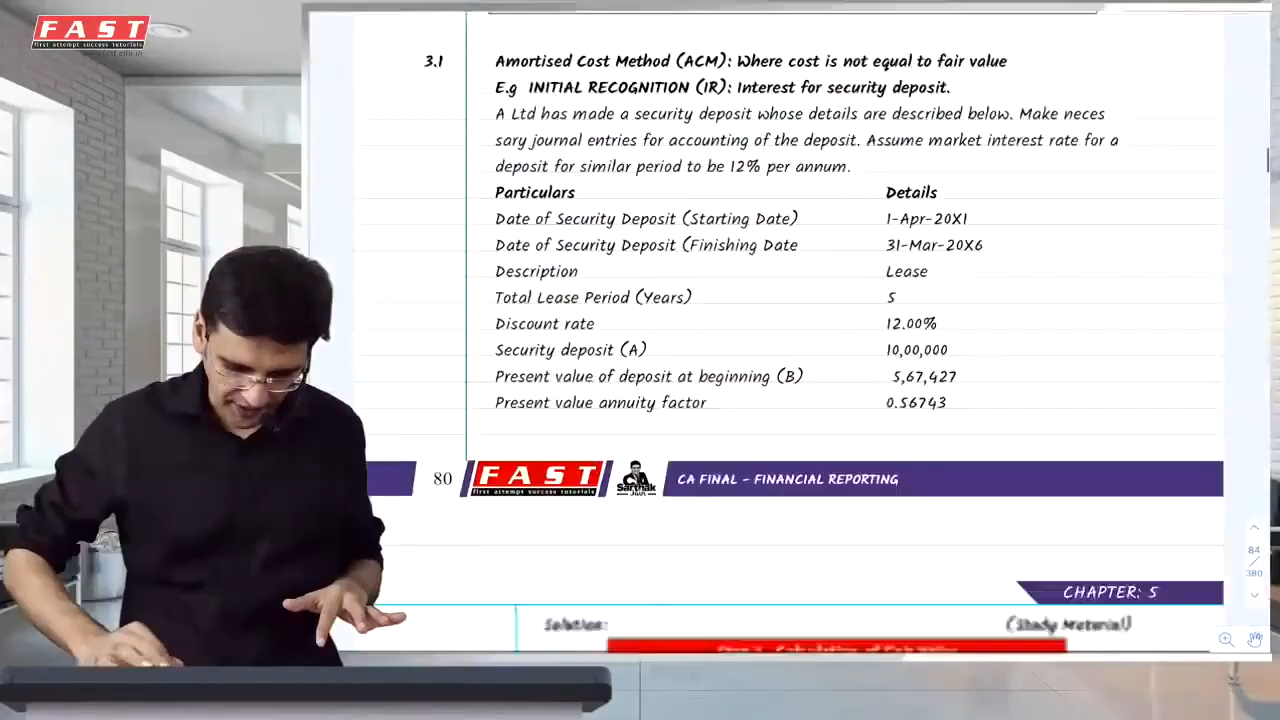 FAST
first attempt success tutorials
3.1 Amortised Cost Method (ACM): Where cost is not equal to fair value
E.g INITIAL RECOGNITION (IR): Interest for security deposit.
A Ltd has made a security deposit whose details are described below. Make neces
sary journal entries for accounting of the deposit. Assume market interest rate for a
deposit for similar period to be 12% per annum.
Particulars Details
Date of Security Deposit (Starting Date) 1-Apr-20X1
Date of Security Deposit (Finishing Date 31-Mar-20X6
Description Lease
Total Lease Period (Years) 5
Discount rate 12.00%
Security deposit (A) 10,00,000
Present value of deposit at beginning (B) 5,67,427
Present value annuity factor 0.56743
80 FAST Sarthak Jain CA FINAL - FINANCIAL REPORTING
first attempt success tutorials
84
/
380
CHAPTER: 5
Solution: (Study Material)